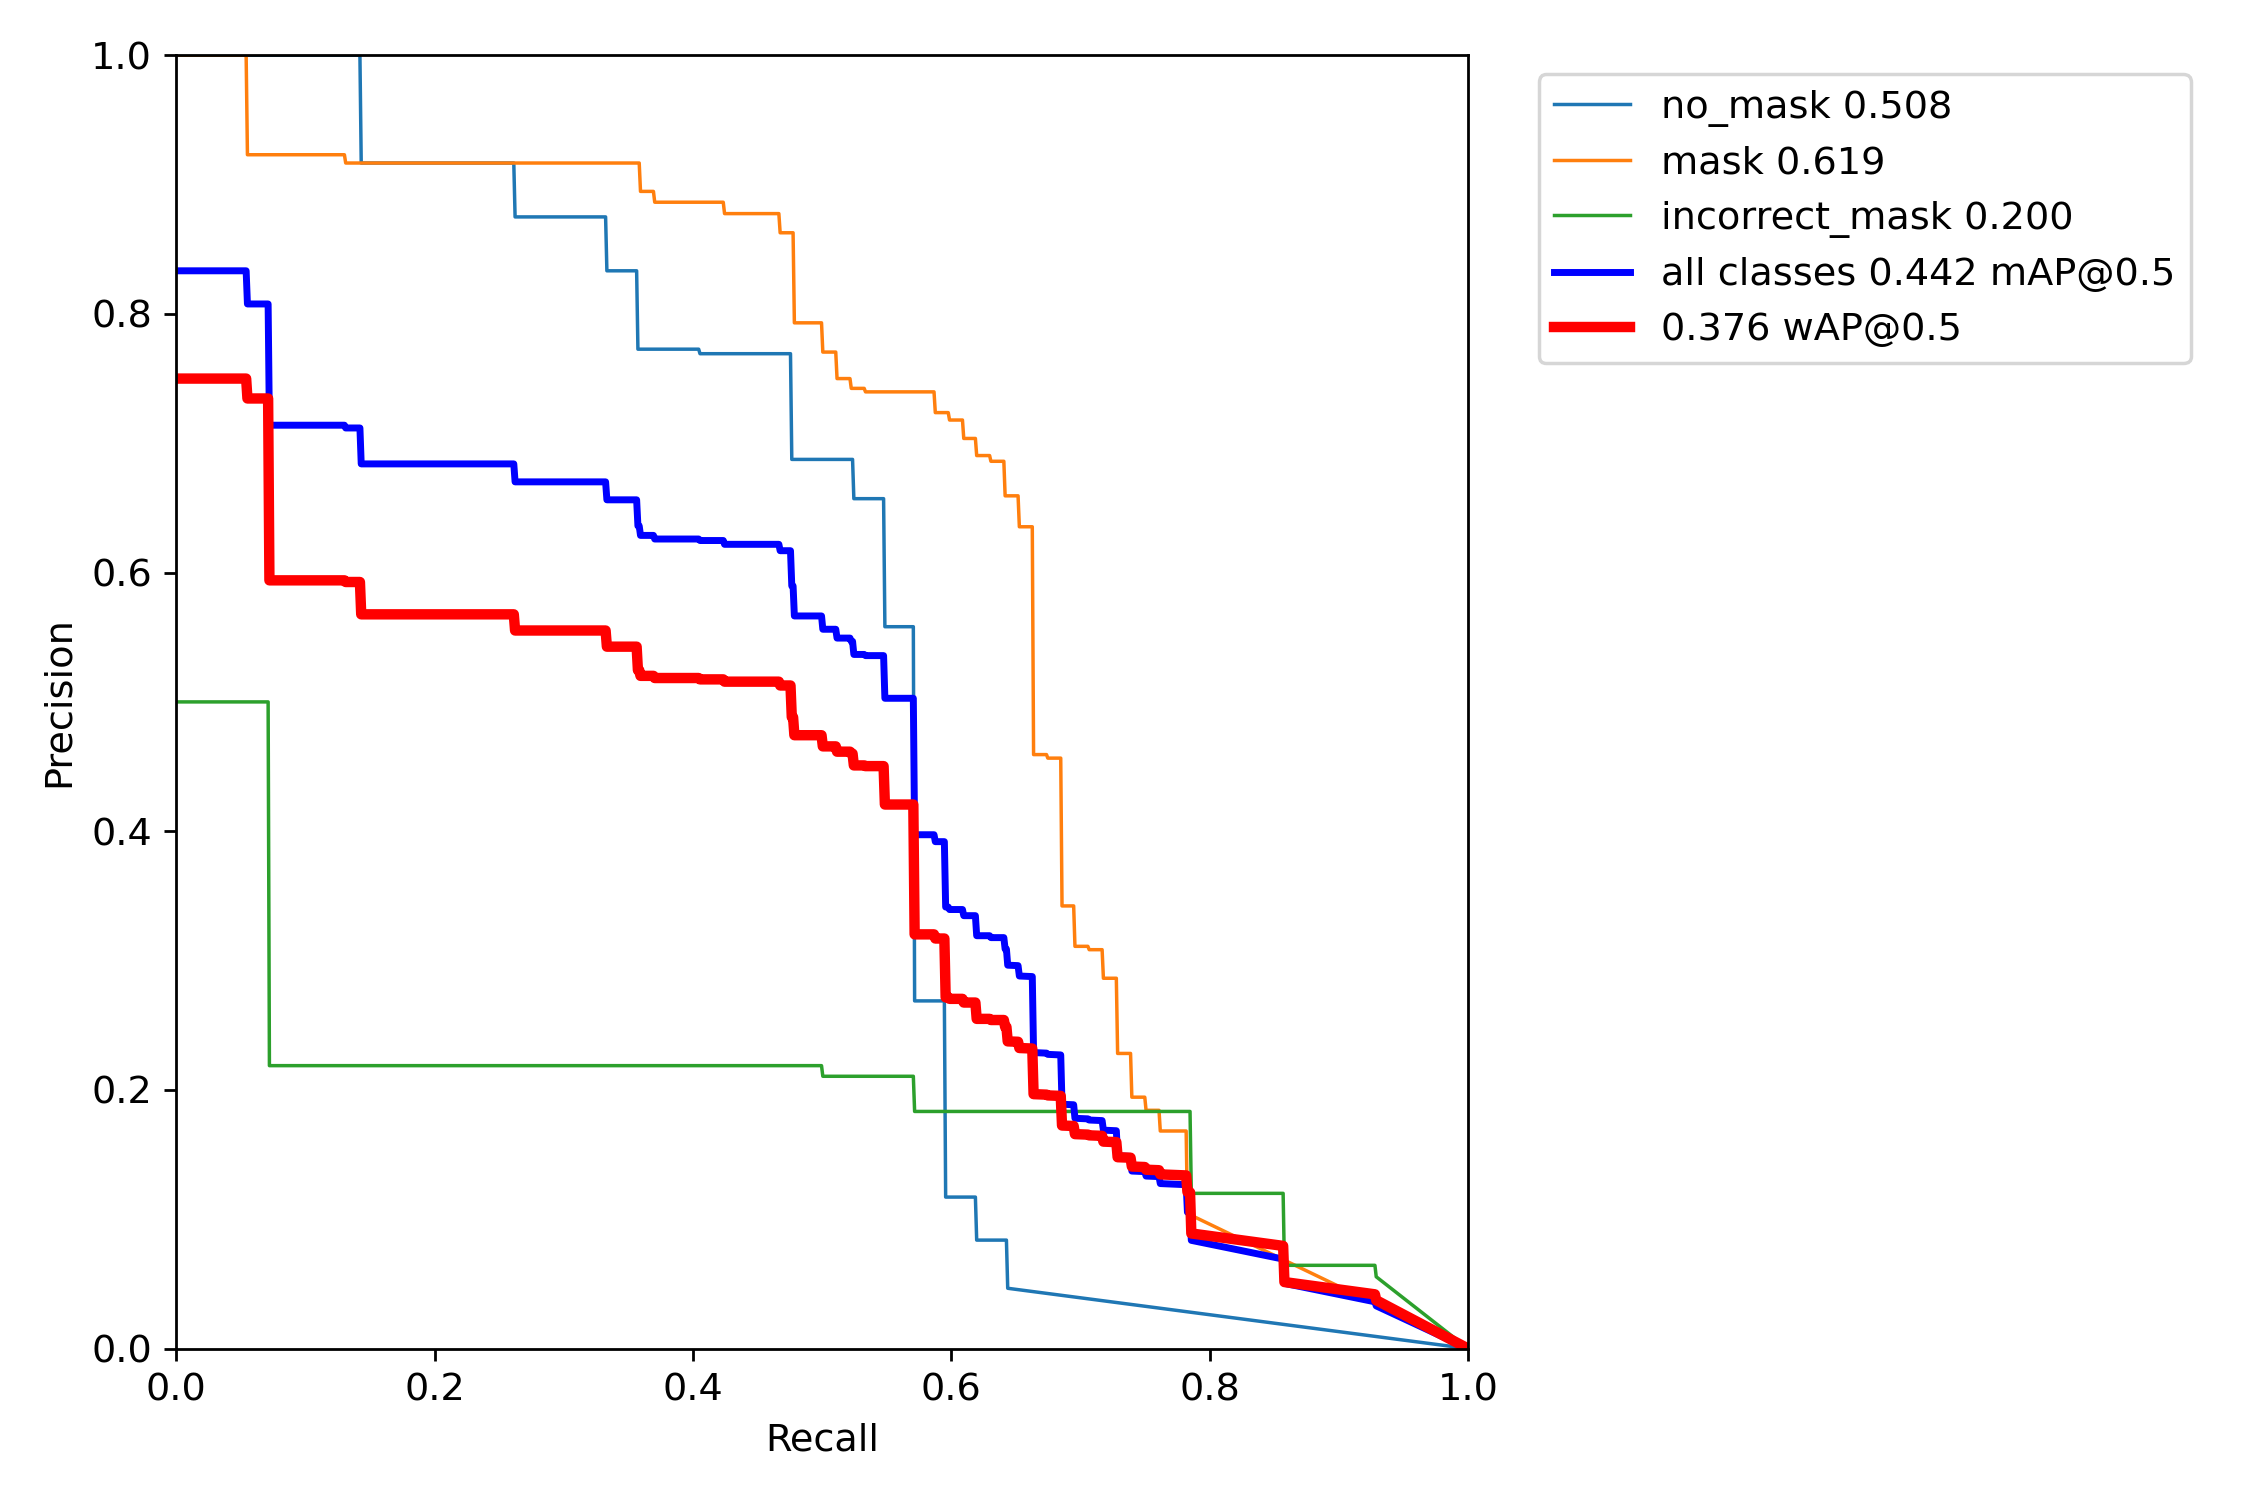 1.0
0.8
0.6
0.4
0.2
0.0
Precision
0.0 0.2 0.4 0.6 0.8 1.0
Recall
no_mask 0.508
mask 0.619
incorrect_mask 0.200
all classes 0.442 mAP@0.5
0.376 wAP@0.5